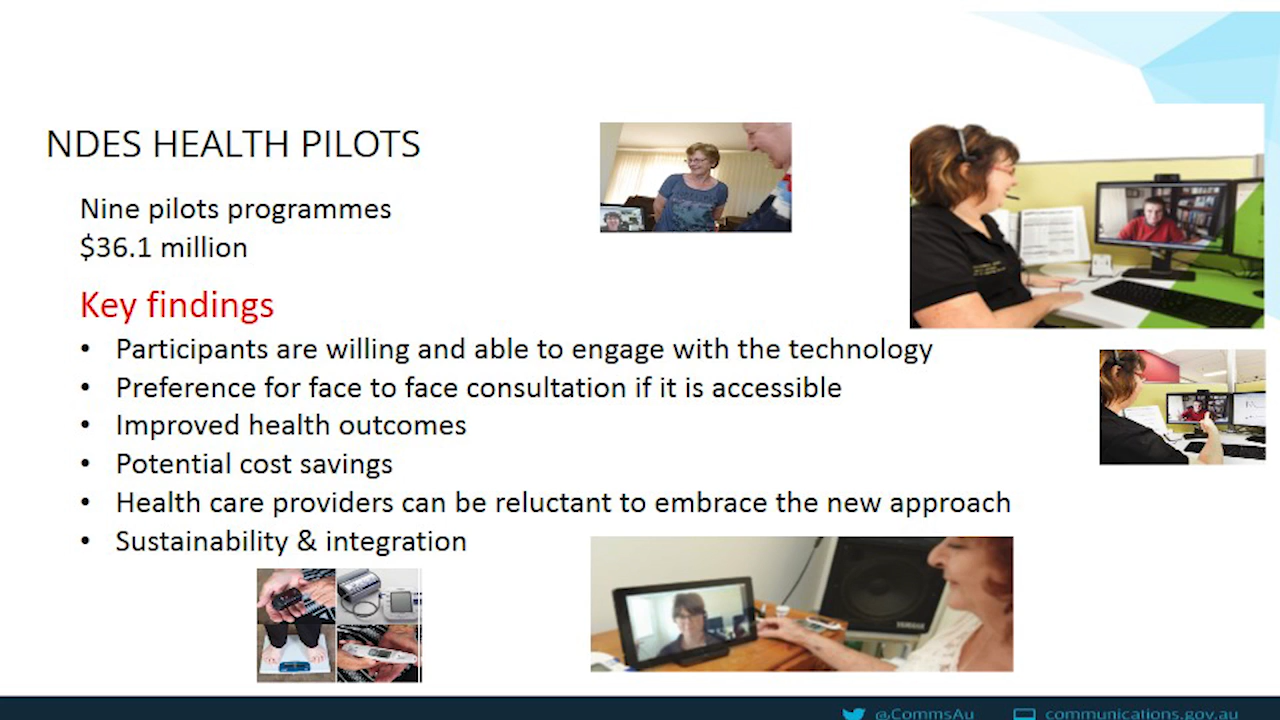 NDES HEALTH PILOTS
Nine pilots programmes
$36.1 million
Key findings
• Participants are willing and able to engage with the technology
• Preference for face to face consultation if it is accessible
• Improved health outcomes
• Potential cost savings
• Health care providers can be reluctant to embrace the new approach
• Sustainability & integration
YAMAHA
@CommsAu communications.gov.au